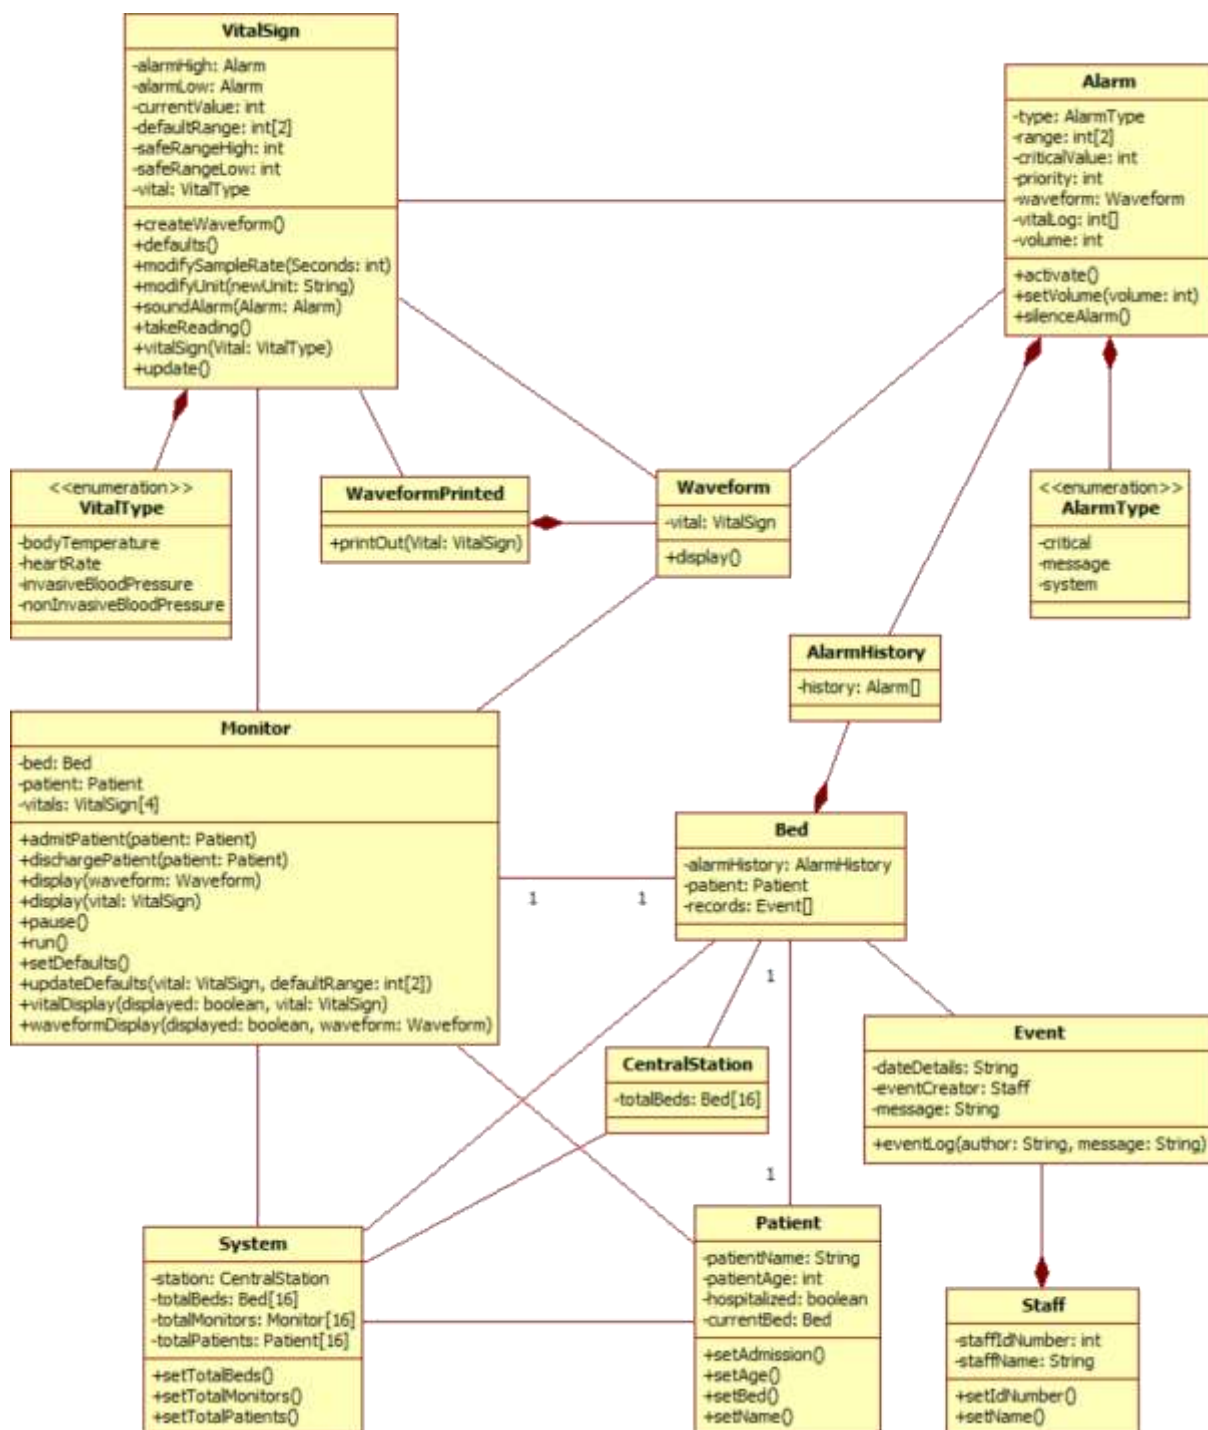 VitalSign
-alarmHigh: Alarm
-alarmLow: Alarm
-currentValue: int
-defaultRange: int[2]
-safeRangeHigh: int
-safeRangeLow: int
-vital: VitalType
+createWaveform()
+defaults()
+modifySampleRate(Seconds: int)
+modifyUnit(newUnit: String)
+soundAlarm(Alarm: Alarm)
+takeReading()
+vitalSign(Vital: VitalType)
+update()
Alarm
-type: AlarmType
-range: int[2]
-criticalValue: int
-priority: int
-waveform: Waveform
-vitalLog: int[]
-volume: int
+activate()
+setVolume(volume: int)
+silenceAlarm()
<<enumeration>>
VitalType
-bodyTemperature
-heartRate
-invasiveBloodPressure
-nonInvasiveBloodPressure
WaveformPrinted
+printOut(Vital: VitalSign)
Waveform
-vital: VitalSign
+display()
<<enumeration>>
AlarmType
-critical
-message
-system
AlarmHistory
-history: Alarm[]
Monitor
-bed: Bed
-patient: Patient
-vitals: VitalSign[4]
+admitPatient(patient: Patient)
+dischargePatient(patient: Patient)
+display(waveform: Waveform)
+display(vital: VitalSign)
+pause()
+run()
+setDefaults()
+updateDefaults(vital: VitalSign, defaultRange: int[2])
+vitalDisplay(displayed: boolean, vital: VitalSign)
+waveformDisplay(displayed: boolean, waveform: Waveform)
1
1
Bed
-alarmHistory: AlarmHistory
-patient: Patient
-records: Event[]
1
1
CentralStation
-totalBeds: Bed[16]
Event
-dateDetails: String
-eventCreator: Staff
-message: String
+eventLog(author: String, message: String)
System
-station: CentralStation
-totalBeds: Bed[16]
-totalMonitors: Monitor[16]
-totalPatients: Patient[16]
+setTotalBeds()
+setTotalMonitors()
+setTotalPatients()
Patient
-patientName: String
-patientAge: int
-hospitalized: boolean
-currentBed: Bed
+setAdmission()
+setAge()
+setBed()
+setName()
Staff
-staffIdNumber: int
-staffName: String
+setIdNumber()
+setName()